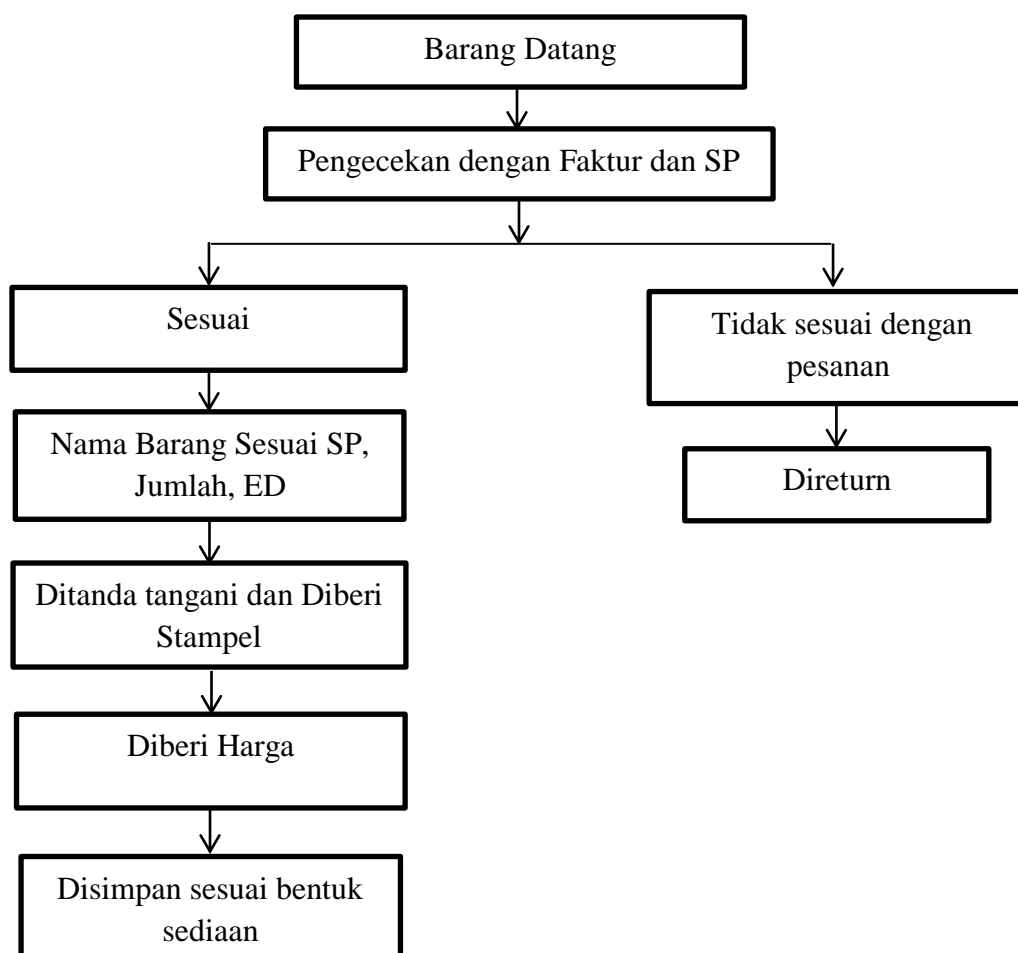 Barang Datang
Pengecekan dengan Faktur dan SP
Sesuai
Tidak sesuai dengan
pesanan
Nama Barang Sesuai SP,
Jumlah, ED
Direturn
Ditanda tangani dan Diberi
Stampel
Diberi Harga
Disimpan sesuai bentuk
sediaan